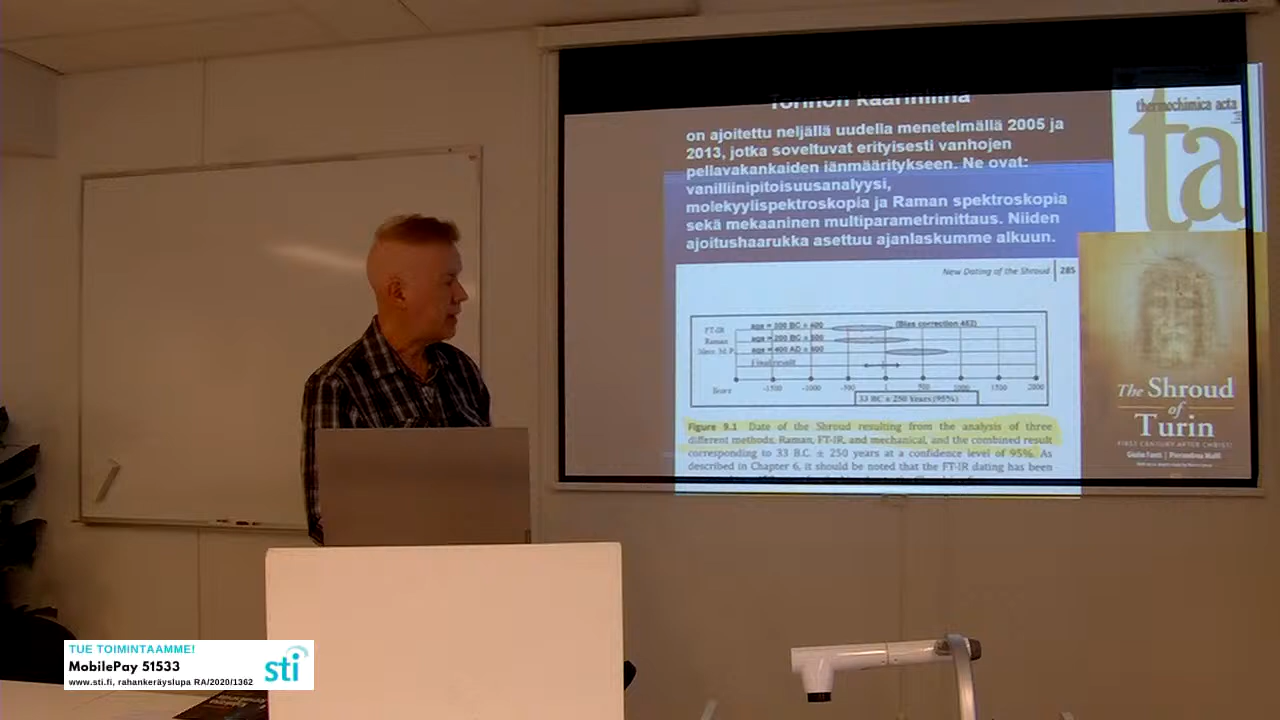 Torinon käärinliina
on ajoitettu neljällä uudella menetelmällä 2005 ja
2013, jotka soveltuvat erityisesti vanhojen
pellavakankaiden iänmääritykseen. Ne ovat:
vanilliinipitoisuusanalyysi,
molekyylispektroskopia ja Raman spektroskopia
sekä mekaaninen multiparametrimittaus. Niiden
ajoitushaarukka asettuu ajanlaskumme alkuun.
thermochimica acta
ta
New Dating of the Shroud 285
FT-IR age = 300 BC ± 400 (Bias correction 452)
Raman age = 200 BC ± 500
age = 400 AD ± 400
Final result
Years -1500 -1000 -500 0 500 1000 1500 2000
33 BC ± 250 Years (95%)
Figure 9.1 Date of the Shroud resulting from the analysis of three
different methods, Raman, FT-IR, and mechanical, and the combined result
corresponding to 33 B.C. ± 250 years at a confidence level of 95%. As
described in Chapter 6, it should be noted that the FT-IR dating has been
The Shroud
of
Turin
FIRST CENTURY AFTER CHRIST!
Giulio Fanti | Pierandrea Malfi
TUE TOIMINTAAMME!
MobilePay 51533
www.sti.fi, rahankeräyslupa RA/2020/1362
sti